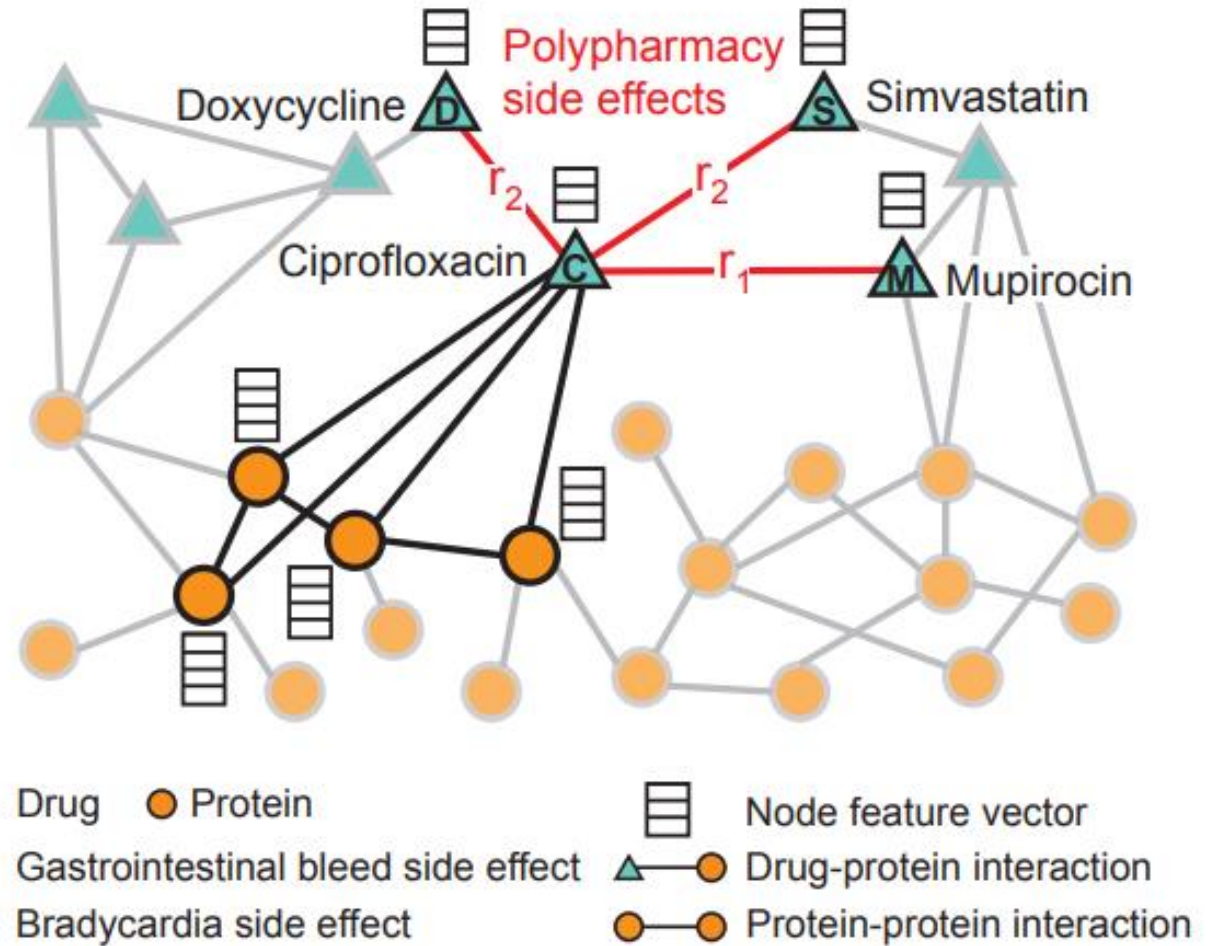 Polypharmacy
side effects
Doxycycline
D
S
Simvastatin
r2
r2
Ciprofloxacin
C
r1
M
Mupirocin
Drug
Protein
Node feature vector
Gastrointestinal bleed side effect
Drug-protein interaction
Bradycardia side effect
Protein-protein interaction